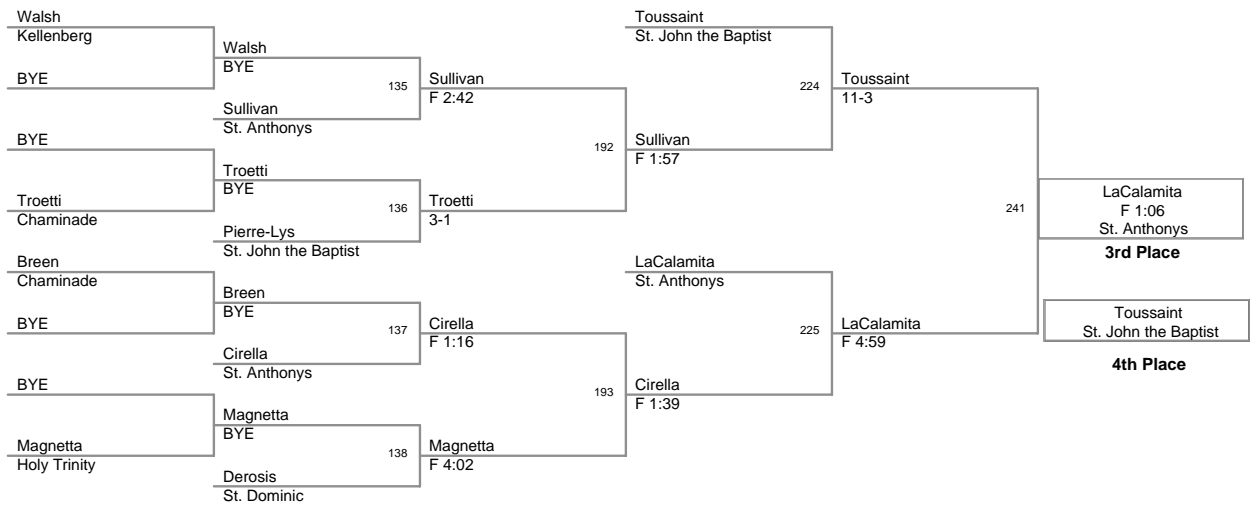 Walsh
Kellenberg
BYE
BYE
Troetti
Chaminade
Breen
Chaminade
BYE
BYE
Magnetta
Holy Trinity
Walsh
BYE
135
Sullivan
St. Anthonys
Troetti
BYE
136
Pierre-Lys
St. John the Baptist
Breen
BYE
137
Cirella
St. Anthonys
Magnetta
BYE
138
Derosis
St. Dominic
Sullivan
F 2:42
192
Troetti
3-1
Cirella
F 1:16
193
Magnetta
F 4:02
Toussaint
St. John the Baptist
224
Sullivan
F 1:57
LaCalamita
St. Anthonys
225
Cirella
F 1:39
Toussaint
11-3
241
LaCalamita
F 4:59
LaCalamita
F 1:06
St. Anthonys
3rd Place
Toussaint
St. John the Baptist
4th Place